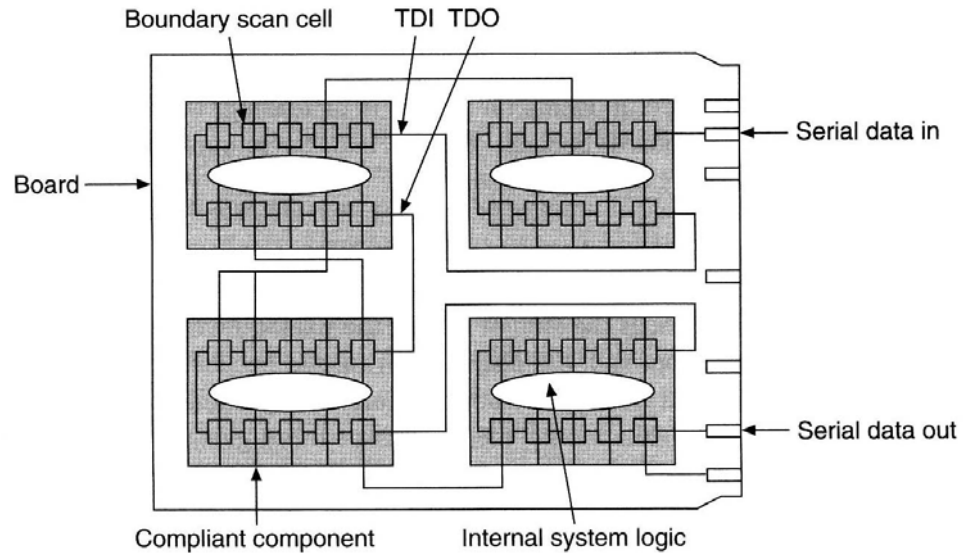 Boundary scan cell
TDI TDO
Serial data in
Board
Serial data out
Compliant component
Internal system logic